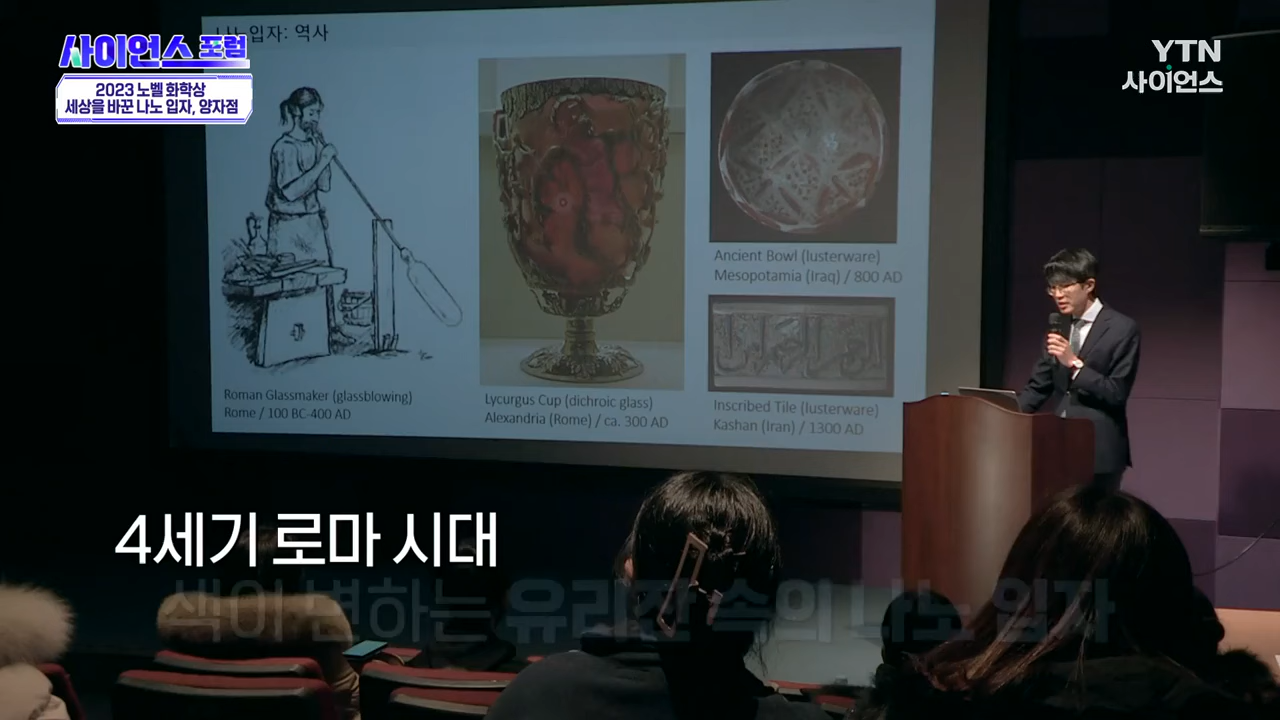 나노 입자: 역사
사이언스 포럼
2023 노벨 화학상
세상을 바꾼 나노 입자, 양자점
YTN
사이언스
Ancient Bowl (lusterware)
Mesopotamia (Iraq) / 800 AD
Roman Glassmaker (glassblowing)
Rome / 100 BC-400 AD
Lycurgus Cup (dichroic glass)
Alexandria (Rome) / ca. 300 AD
Inscribed Tile (lusterware)
Kashan (Iran) / 1300 AD
4세기 로마 시대
색이 변하는 유리잔 속의 나노 입자